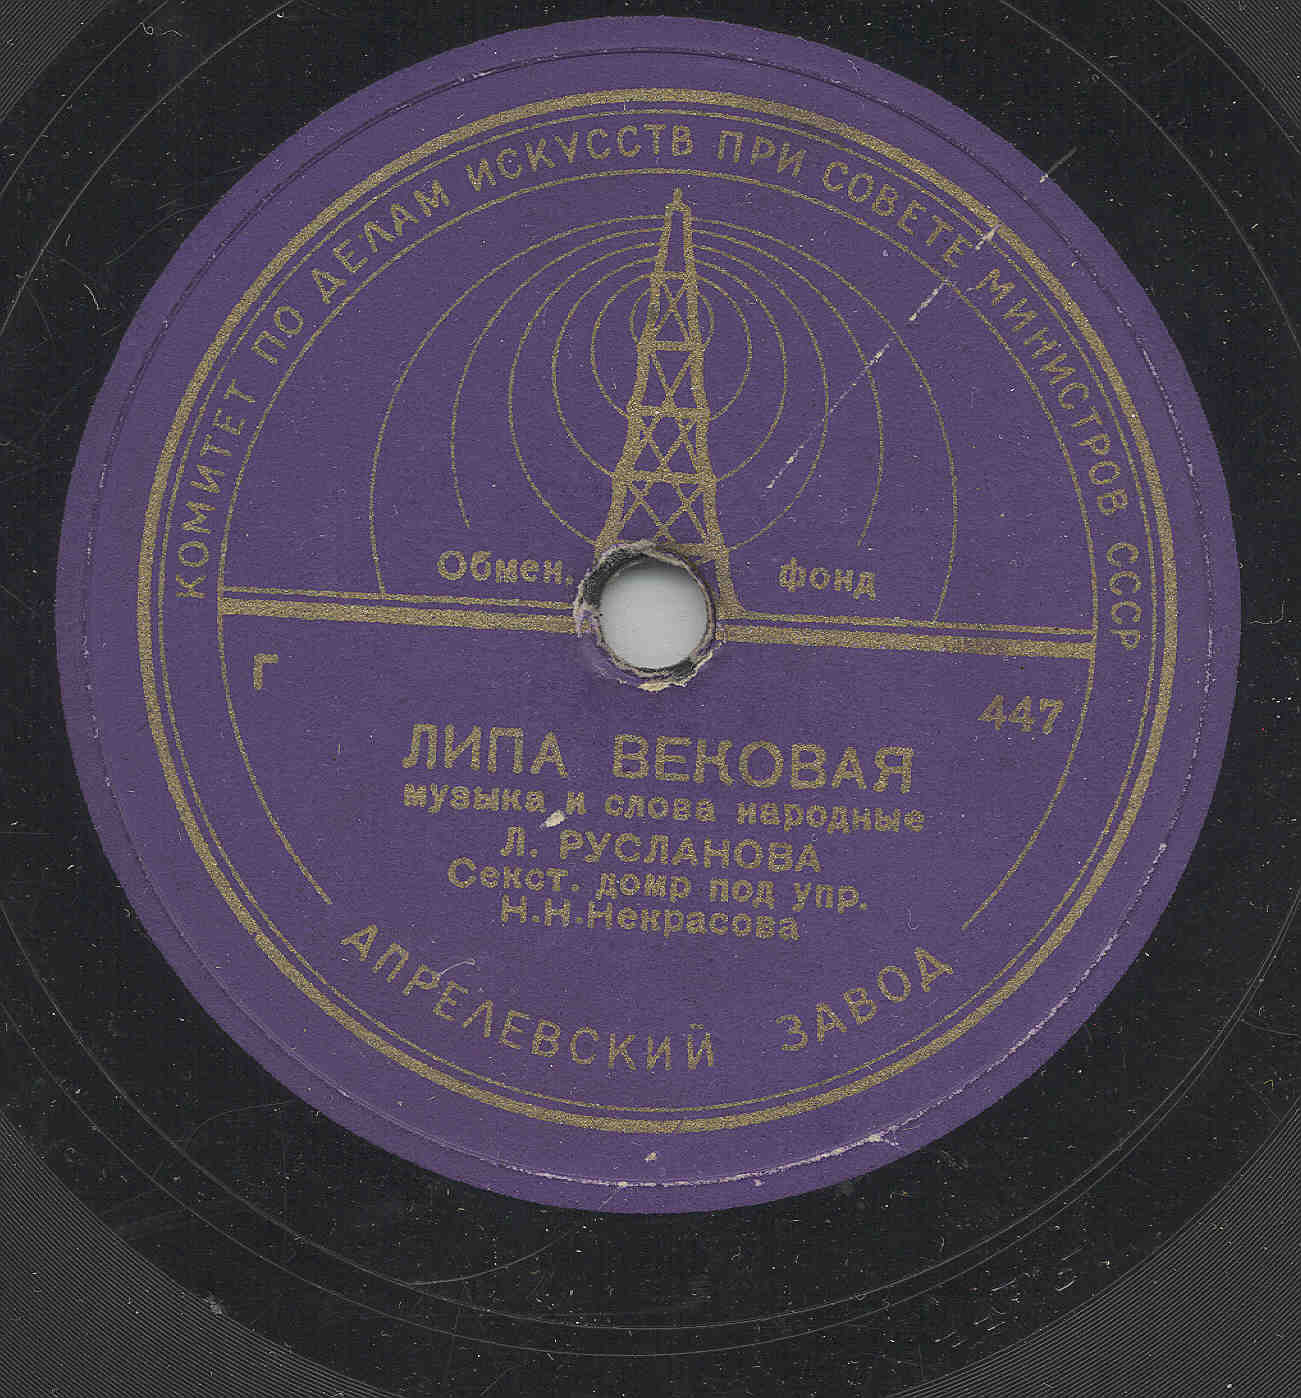 КОМИТЕТ ПО ДЕЛАМ ИСКУССТВ ПРИ СОВЕТЕ МИНИСТРОВ СССР
Обмен. фонд
Г 447
ЛИПА ВЕКОВАЯ
музыка и слова народные
Л. РУСЛАНОВА
Секст. домр под упр.
Н.Н.Некрасова
АПРЕЛЕВСКИЙ ЗАВОД